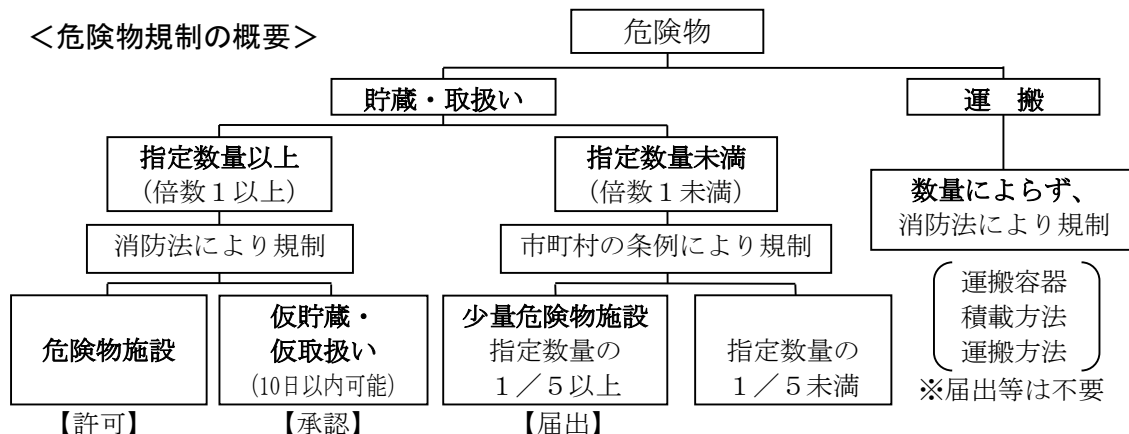 ＜危険物規制の概要＞
危険物
貯蔵・取扱い
運　搬
指定数量以上
（倍数１以上）
指定数量未満
（倍数１未満）
数量によらず、
消防法により規制
消防法により規制
市町村の条例により規制
危険物施設
仮貯蔵・
仮取扱い
(10日以内可能)
少量危険物施設
指定数量の
１／５以上
指定数量の
１／５未満
運搬容器
積載方法
運搬方法
※届出等は不要
【許可】
【承認】
【届出】